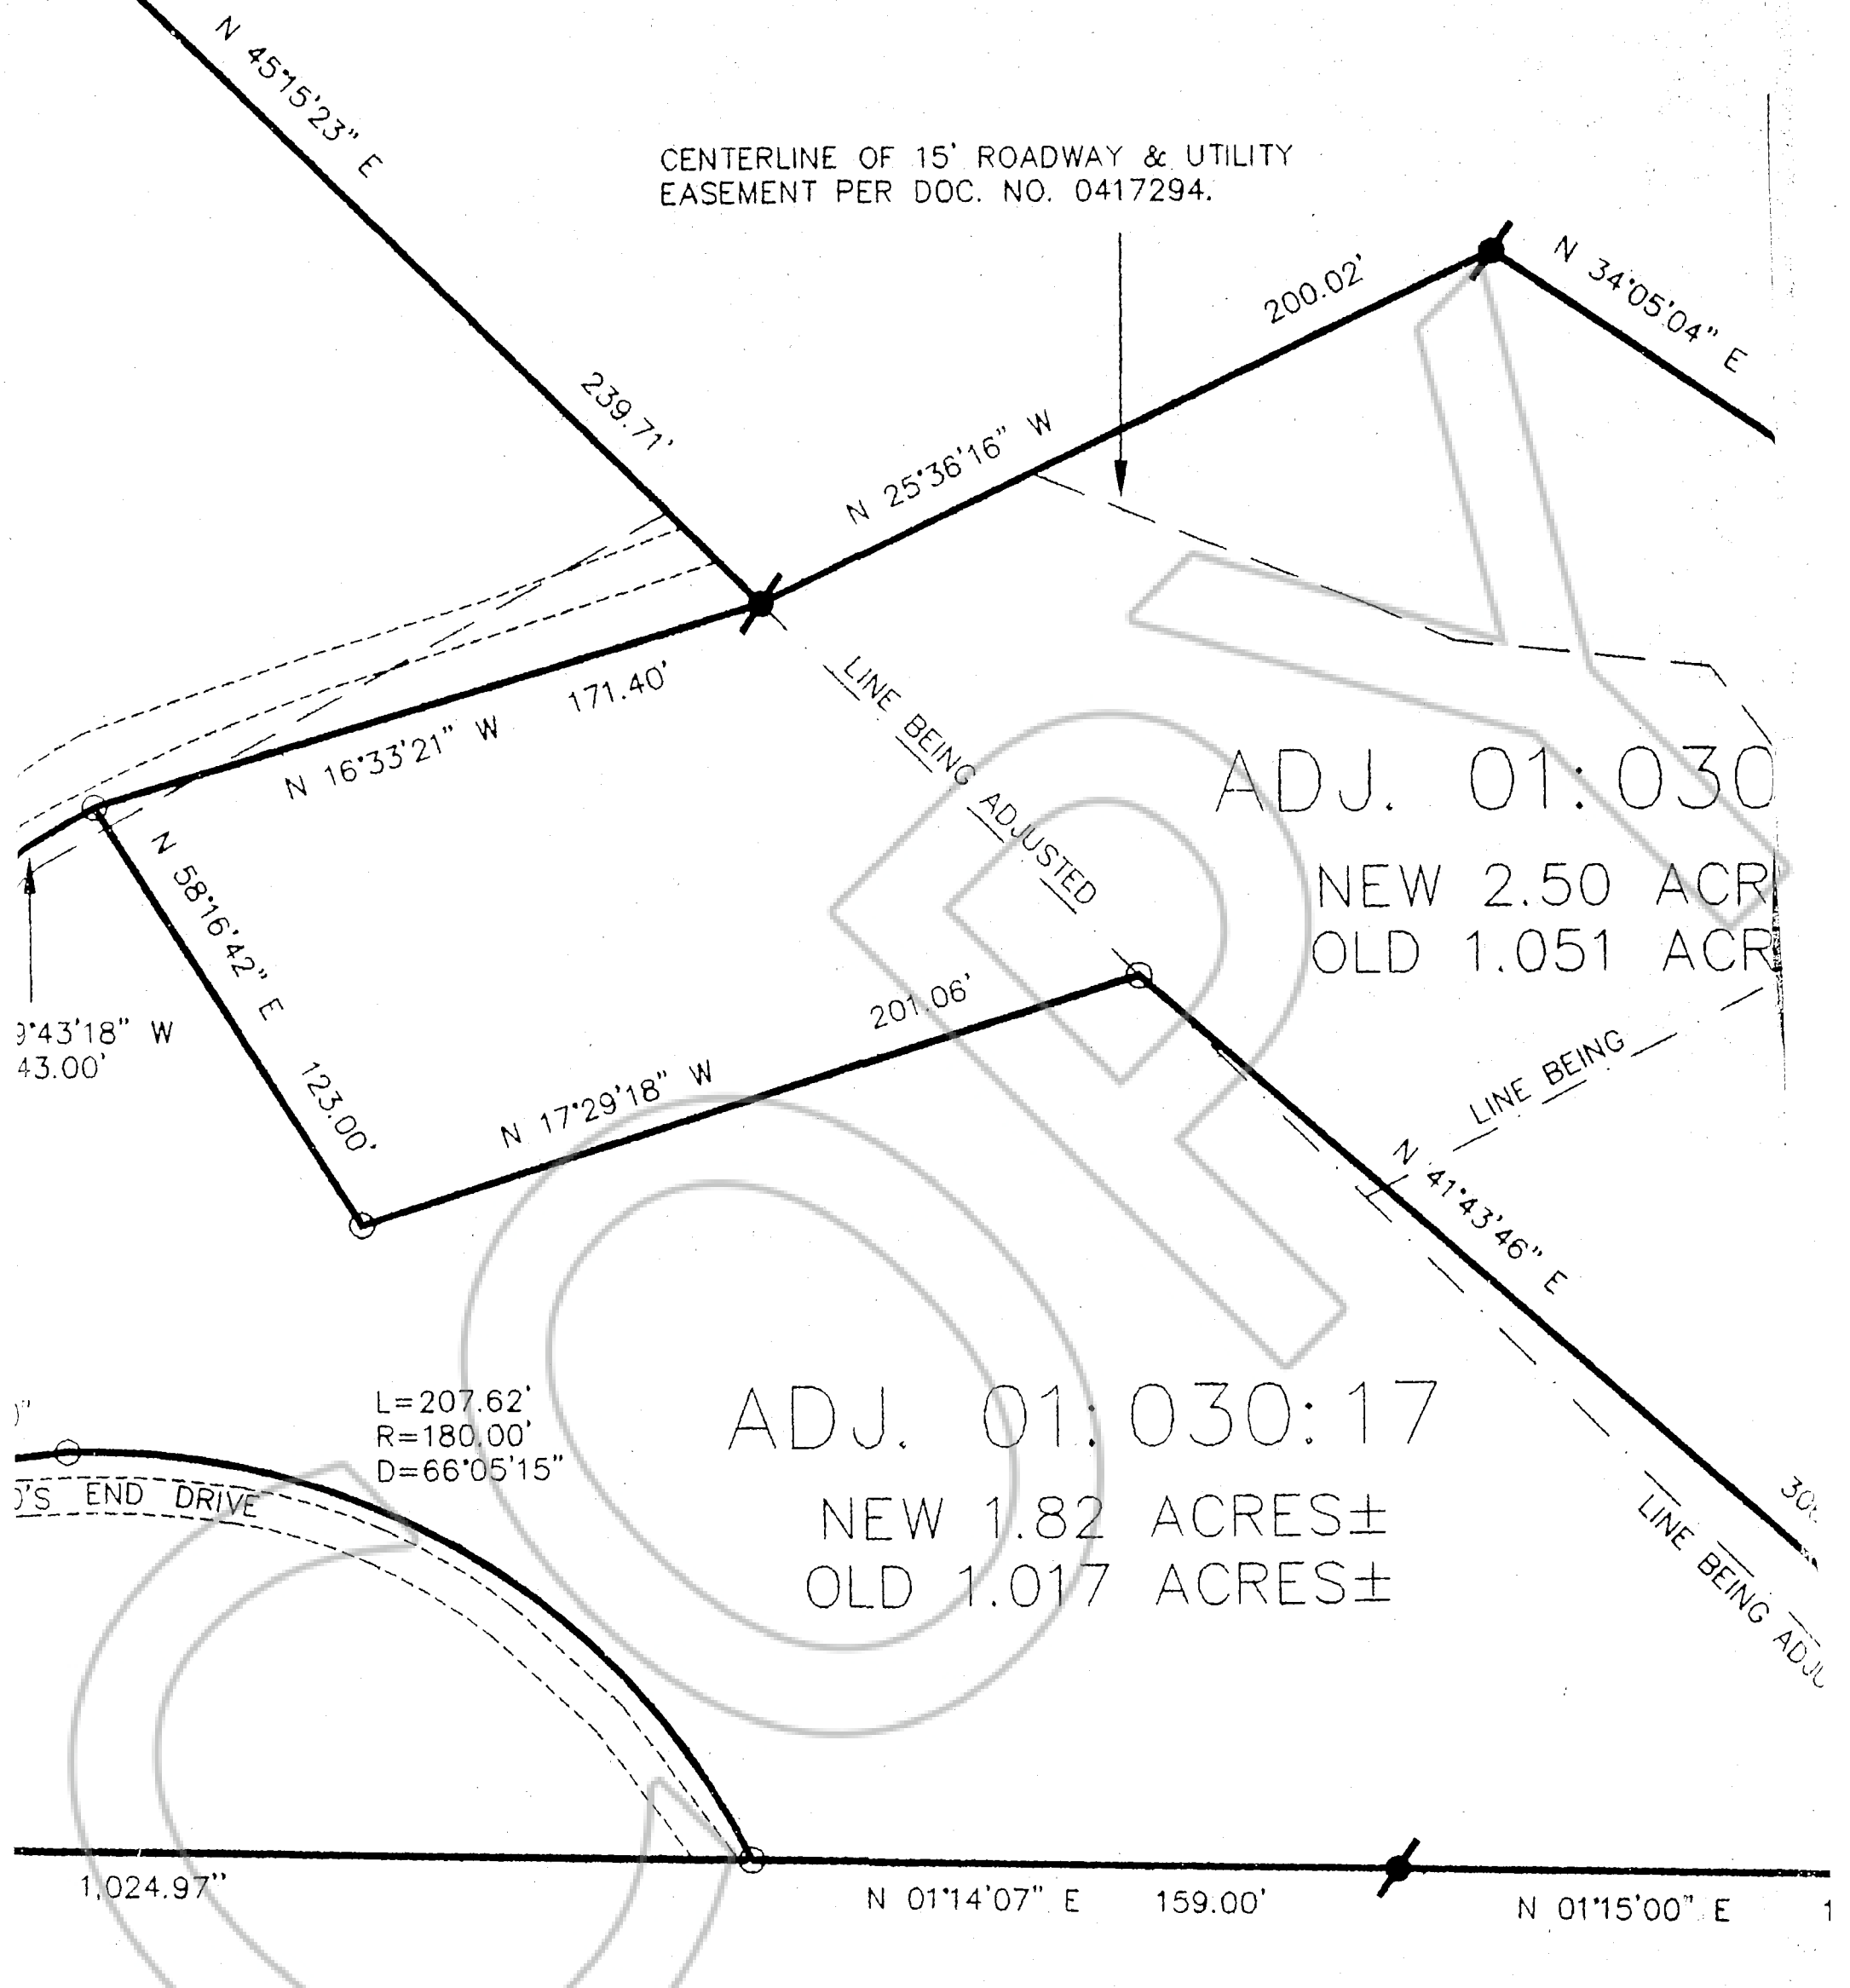 N 45°15'23" E
CENTERLINE OF 15' ROADWAY & UTILITY
EASEMENT PER DOC. NO. 0417294.
200.02'
N 34°05'04" E
239.71'
N 25°36'16" W
171.40'
N 16°33'21" W
LINE BEING ADJUSTED
ADJ. 01:030
NEW 2.50 ACR
OLD 1.051 ACR
N 58°16'42" E
123.00'
9°43'18" W
43.00'
201.06'
N 17°29'18" W
LINE BEING
N 41°43'46" E
L=207.62'
R=180.00'
D=66°05'15"
ADJ. 01:030:17
NEW 1.82 ACRES±
OLD 1.017 ACRES±
'S END DRIVE
LINE BEING ADJU
1,024.97"
N 01°14'07" E 159.00'
N 01°15'00" E 1
COPY